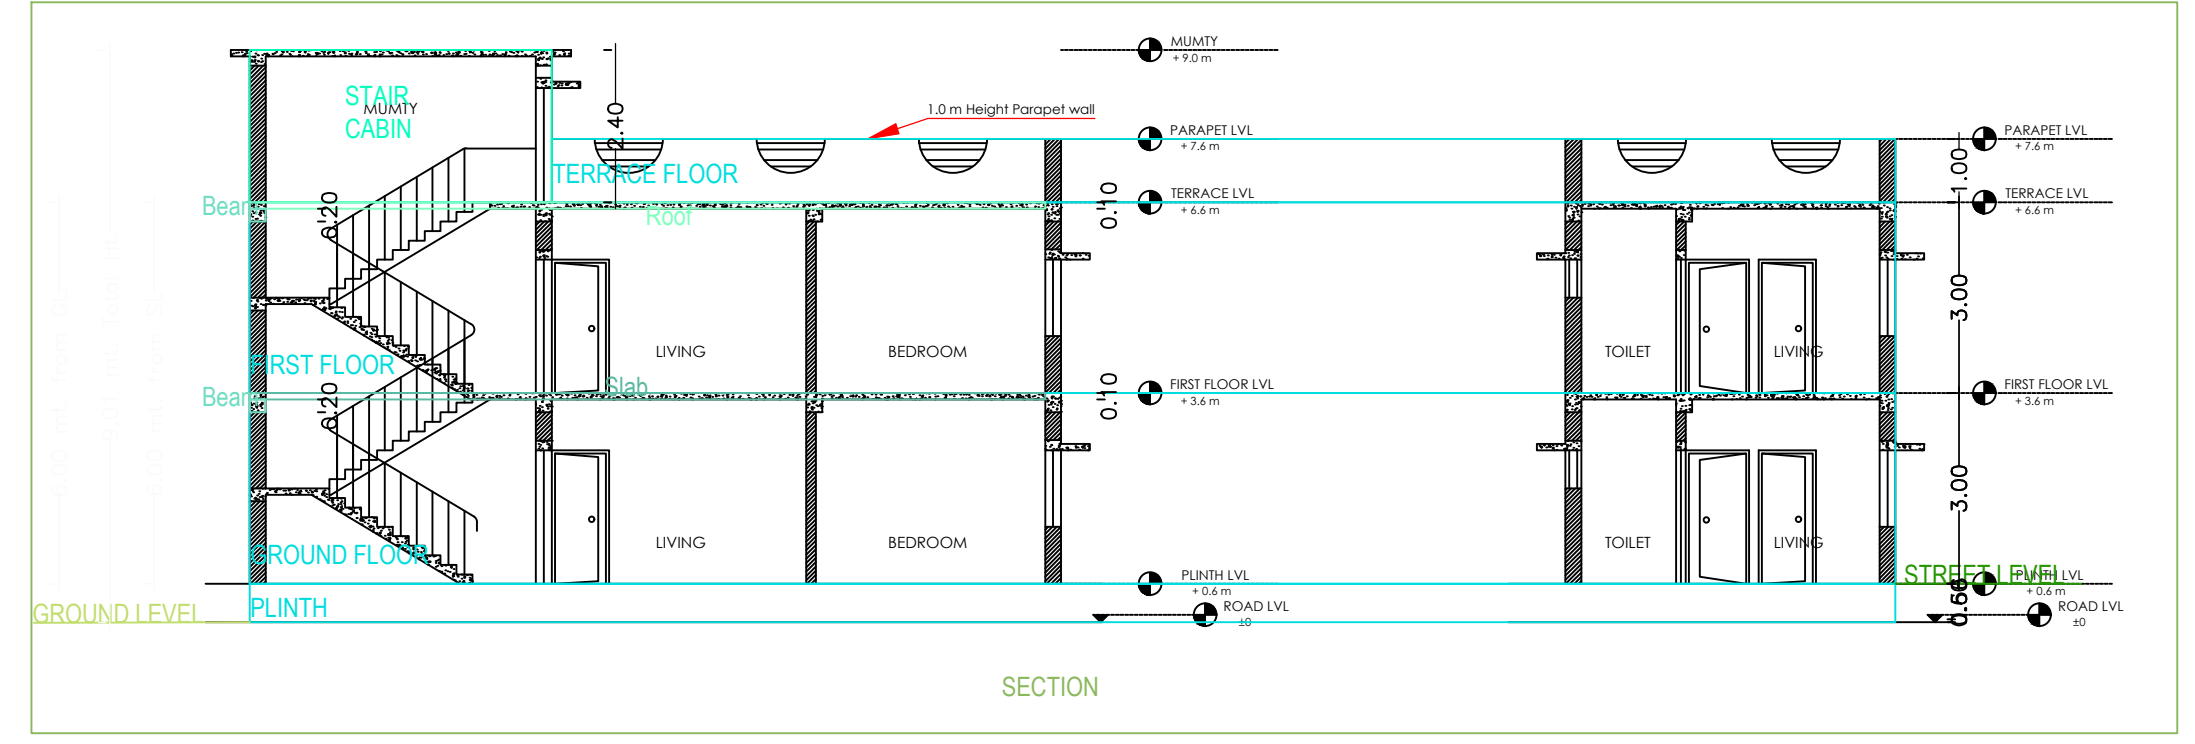 MUMTY
+ 9.0 m
STAIR
MUMTY
CABIN
2.40
1.0 m Height Parapet wall
PARAPET LVL
+ 7.6 m
PARAPET LVL
+ 7.6 m
1.00
TERRACE FLOOR
TERRACE LVL
+ 6.6 m
TERRACE LVL
+ 6.6 m
Beam
0.20
Roof
0.10
3.00
FIRST FLOOR
LIVING
BEDROOM
TOILET
LIVING
Beam
0.20
Slab
0.10
FIRST FLOOR LVL
+ 3.6 m
FIRST FLOOR LVL
+ 3.6 m
3.00
GROUND FLOOR
LIVING
BEDROOM
TOILET
LIVING
PLINTH LVL
+ 0.6 m
STREET LEVEL
PLINTH LVL
+ 0.6 m
GROUND LEVEL
PLINTH
ROAD LVL
±0
ROAD LVL
±0
SECTION